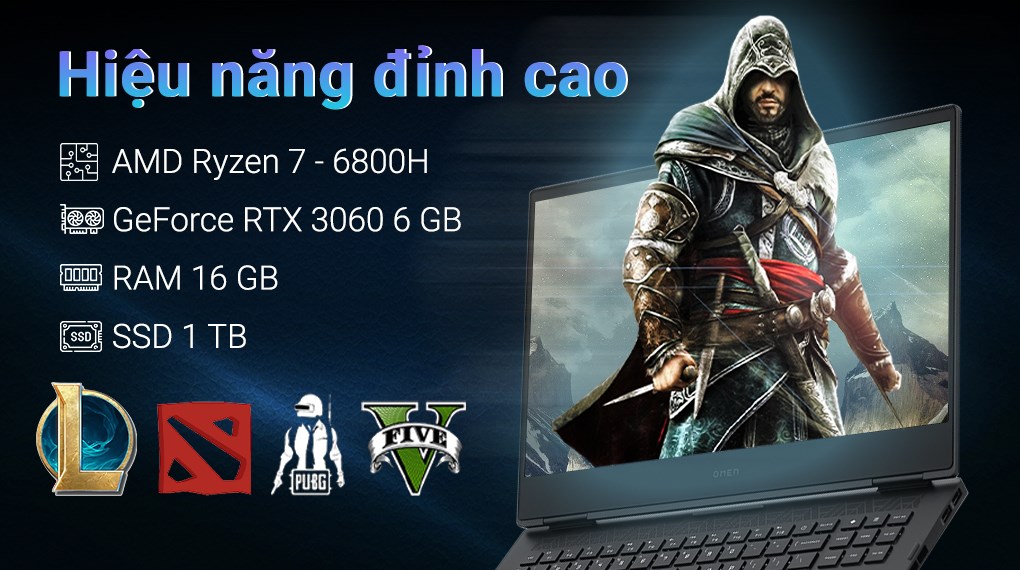 Hiệu năng đỉnh cao
AMD Ryzen 7 - 6800H
GeForce RTX 3060 6 GB
RAM 16 GB
SSD
SSD 1 TB
L
PUBG
V
FIVE
OMEN